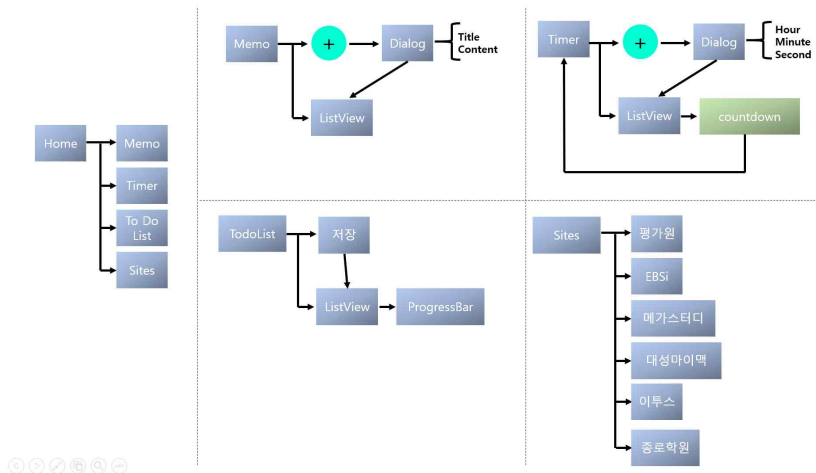 Home
Memo
Timer
To Do
List
Sites
Memo
+
Dialog
Title
Content
ListView
Timer
+
Dialog
Hour
Minute
Second
ListView
countdown
TodoList
저장
ListView
ProgressBar
Sites
평가원
EBSi
메가스터디
대성마이맥
이투스
종로학원